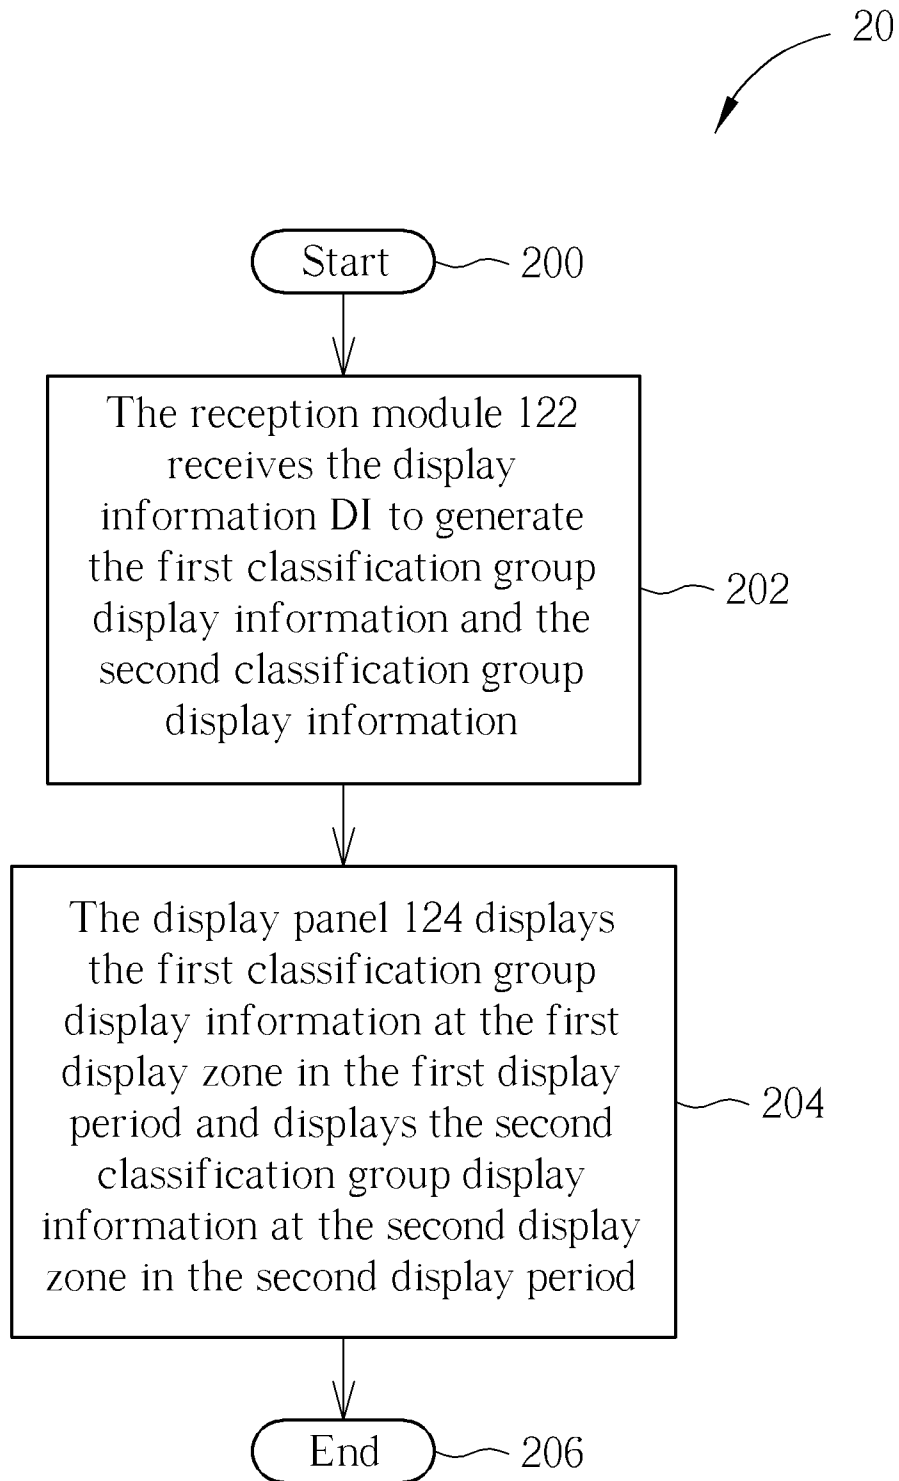 20
Start
200
The reception module 122
receives the display
information DI to generate
the first classification group
display information and the
second classification group
display information
202
The display panel 124 displays
the first classification group
display information at the first
display zone in the first display
period and displays the second
classification group display
information at the second display
zone in the second display period
204
End
206